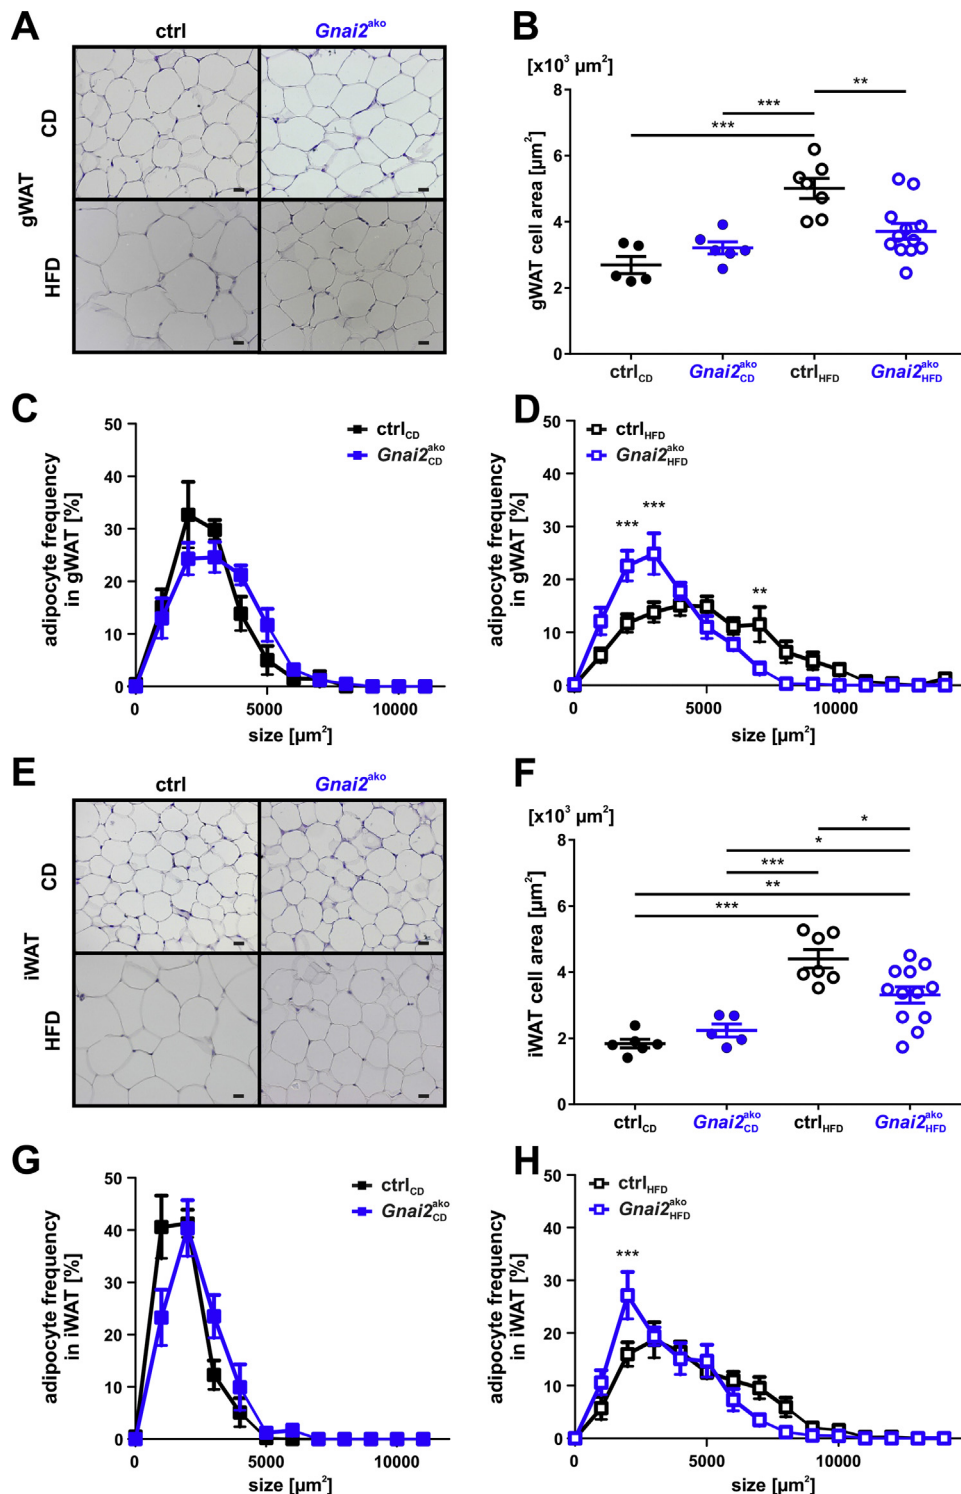 A
ctrl
Gnai2ako
CD
gWAT
HFD
B
[x10³ µm²]
gWAT cell area [µm²]
8
6
4
2
0
***
***
**
ctrlCD
Gnai2akoCD
ctrlHFD
Gnai2akoHFD
C
adipocyte frequency
in gWAT [%]
50
40
30
20
10
0
ctrlCD
Gnai2akoCD
0 5000 10000
size [µm²]
D
adipocyte frequency
in gWAT [%]
50
40
30
20
10
0
ctrlHFD
Gnai2akoHFD
***
***
**
0 5000 10000
size [µm²]
E
ctrl
Gnai2ako
CD
iWAT
HFD
F
[x10³ µm²]
iWAT cell area [µm²]
8
6
4
2
0
*
*
***
**
***
ctrlCD
Gnai2akoCD
ctrlHFD
Gnai2akoHFD
G
adipocyte frequency
in iWAT [%]
50
40
30
20
10
0
ctrlCD
Gnai2akoCD
0 5000 10000
size [µm²]
H
adipocyte frequency
in iWAT [%]
50
40
30
20
10
0
ctrlHFD
Gnai2akoHFD
***
0 5000 10000
size [µm²]